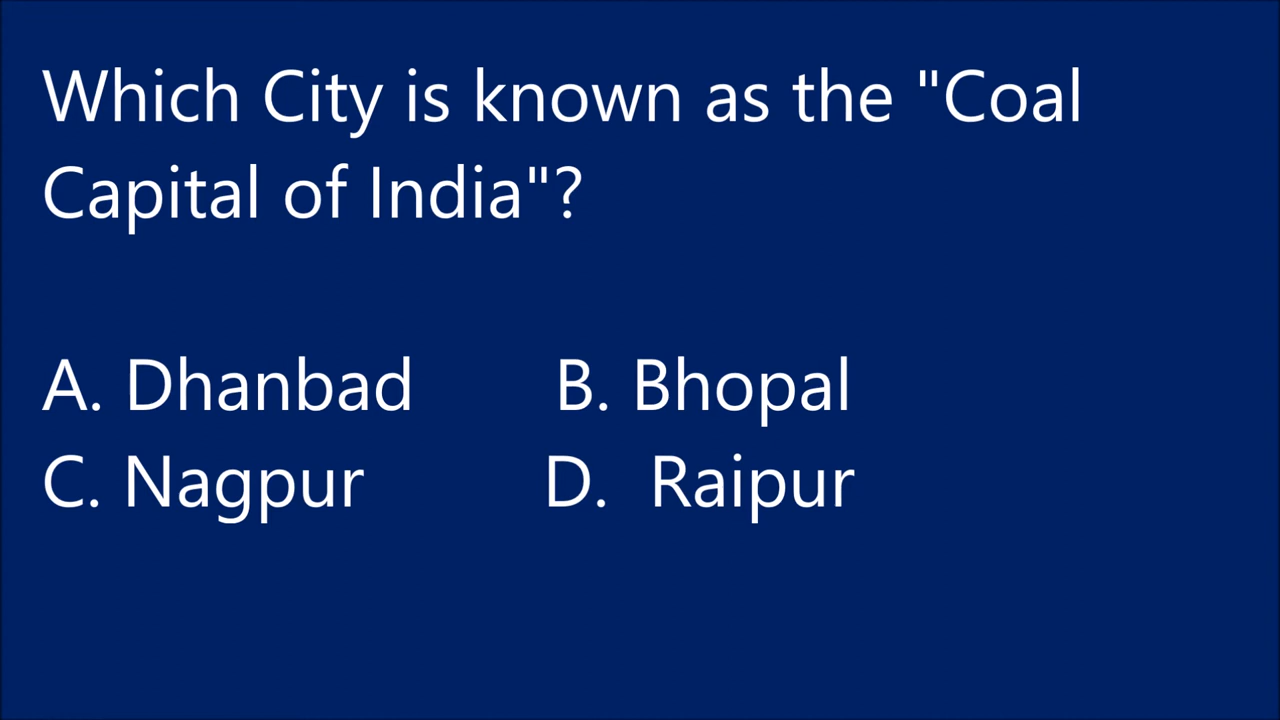 Which City is known as the "Coal
Capital of India"?
A. Dhanbad B. Bhopal
C. Nagpur D. Raipur